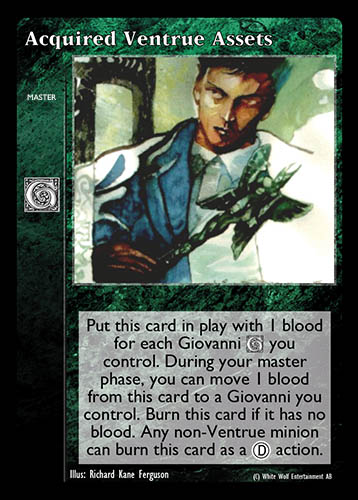 Acquired Ventrue Assets
MASTER
Put this card in play with 1 blood
for each Giovanni you
control. During your master
phase, you can move 1 blood
from this card to a Giovanni you
control. Burn this card if it has no
blood. Any non-Ventrue minion
can burn this card as a D action.
Illus: Richard Kane Ferguson
(C) White Wolf Entertainment AB